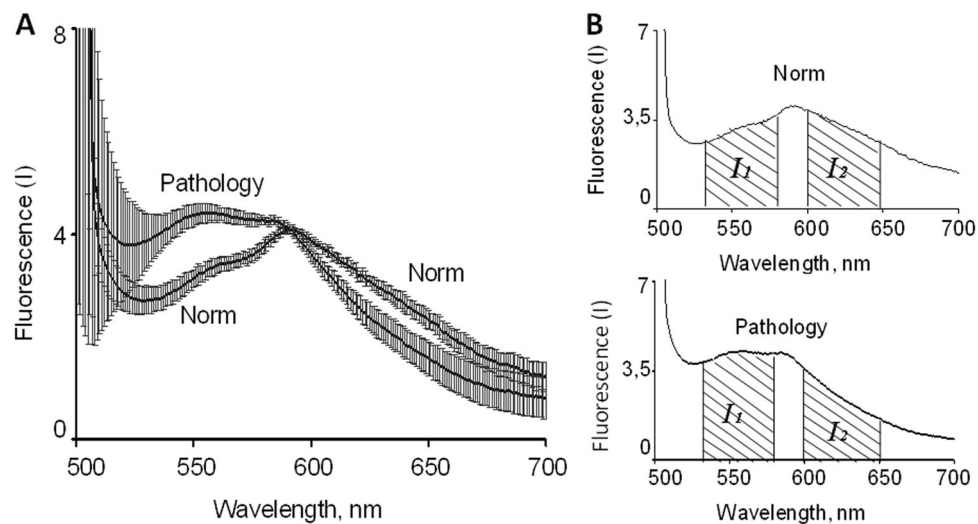 A
8
4
0
Fluorescence (I)
Pathology
Norm
Norm
500 550 600 650 700
Wavelength, nm
B
7
3,5
0
Fluorescence (I)
Norm
I1
I2
500 550 600 650 700
Wavelength, nm
7
3,5
0
Fluorescence (I)
Pathology
I1
I2
500 550 600 650 700
Wavelength, nm